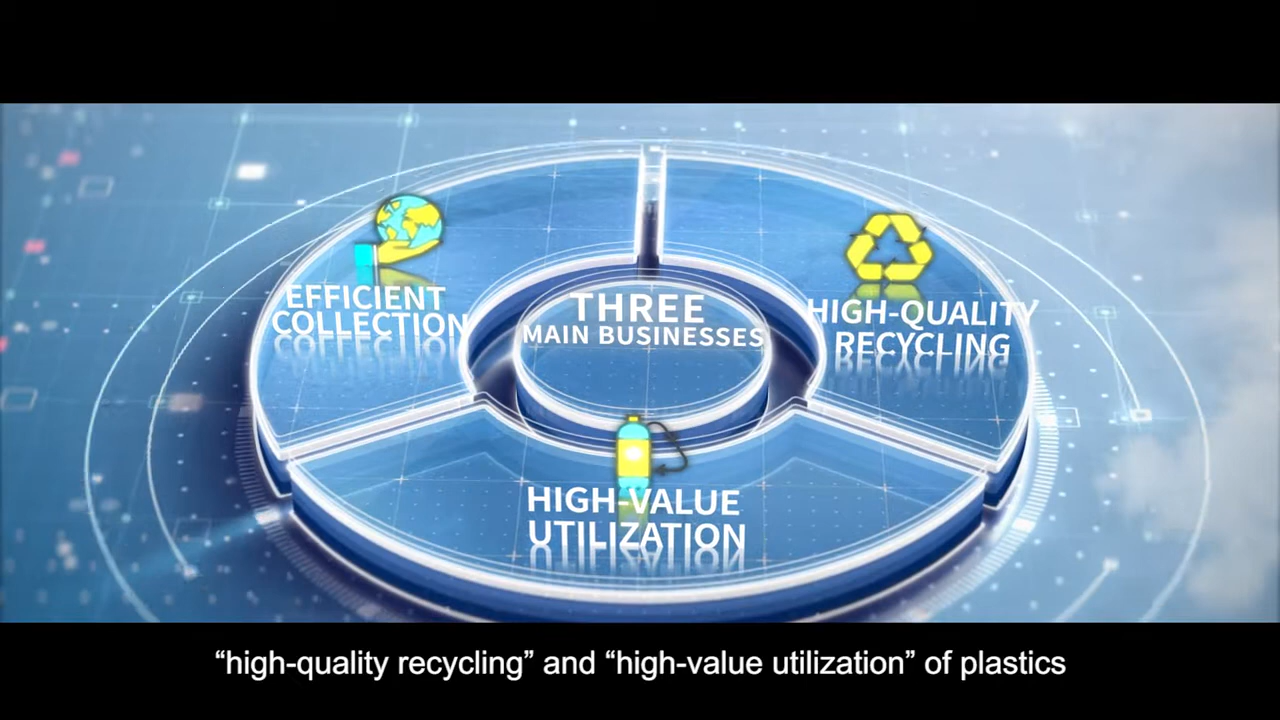 EFFICIENT
COLLECTION
THREE
MAIN BUSINESSES
HIGH-QUALITY
RECYCLING
HIGH-VALUE
UTILIZATION
“high-quality recycling” and “high-value utilization” of plastics